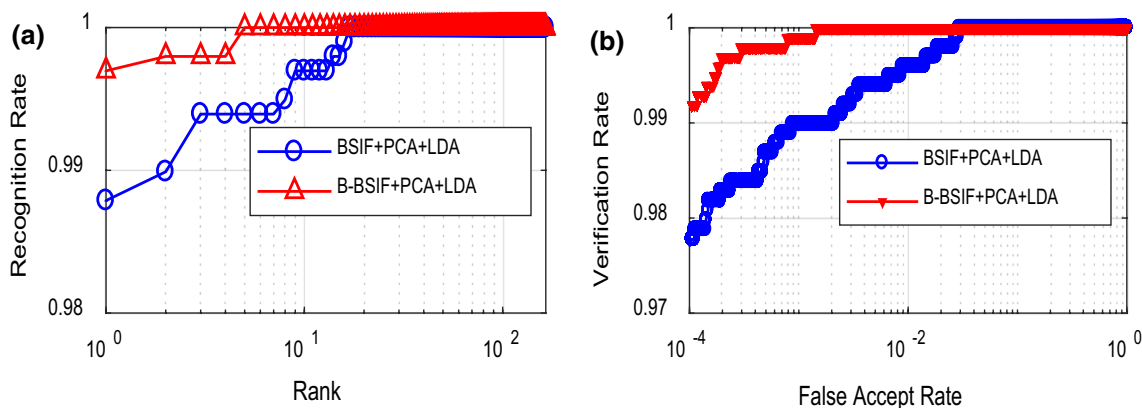 (a)
Recognition Rate
1
0.99
0.98
10^0
10^1
10^2
Rank
BSIF+PCA+LDA
B-BSIF+PCA+LDA
(b)
Verification Rate
1
0.99
0.98
0.97
10^-4
10^-2
10^0
False Accept Rate
BSIF+PCA+LDA
B-BSIF+PCA+LDA